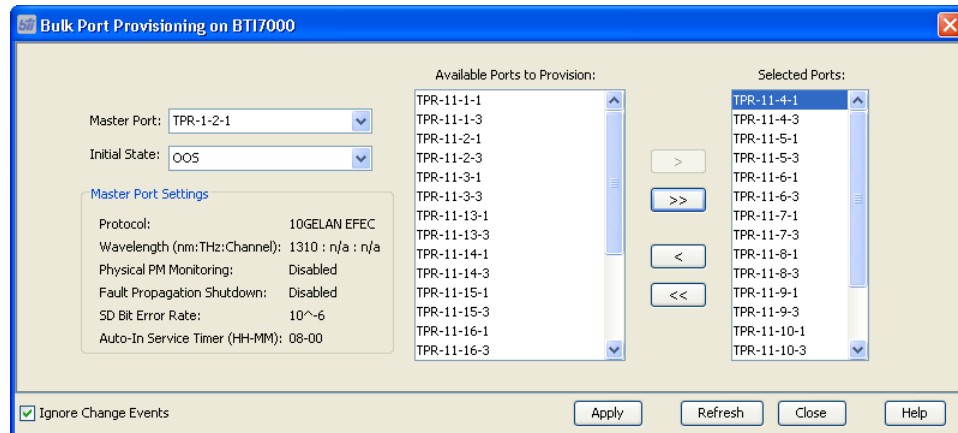 bti Bulk Port Provisioning on BTI7000
Master Port: TPR-1-2-1
Initial State: OOS
Master Port Settings
Protocol: 10GELAN EFEC
Wavelength (nm:THz:Channel): 1310 : n/a : n/a
Physical PM Monitoring: Disabled
Fault Propagation Shutdown: Disabled
SD Bit Error Rate: 10^-6
Auto-In Service Timer (HH-MM): 08-00
Available Ports to Provision:
TPR-11-1-1
TPR-11-1-3
TPR-11-2-1
TPR-11-2-3
TPR-11-3-1
TPR-11-3-3
TPR-11-13-1
TPR-11-13-3
TPR-11-14-1
TPR-11-14-3
TPR-11-15-1
TPR-11-15-3
TPR-11-16-1
TPR-11-16-3
>
>>
<
<<
Selected Ports:
TPR-11-4-1
TPR-11-4-3
TPR-11-5-1
TPR-11-5-3
TPR-11-6-1
TPR-11-6-3
TPR-11-7-1
TPR-11-7-3
TPR-11-8-1
TPR-11-8-3
TPR-11-9-1
TPR-11-9-3
TPR-11-10-1
TPR-11-10-3
Ignore Change Events
Apply
Refresh
Close
Help